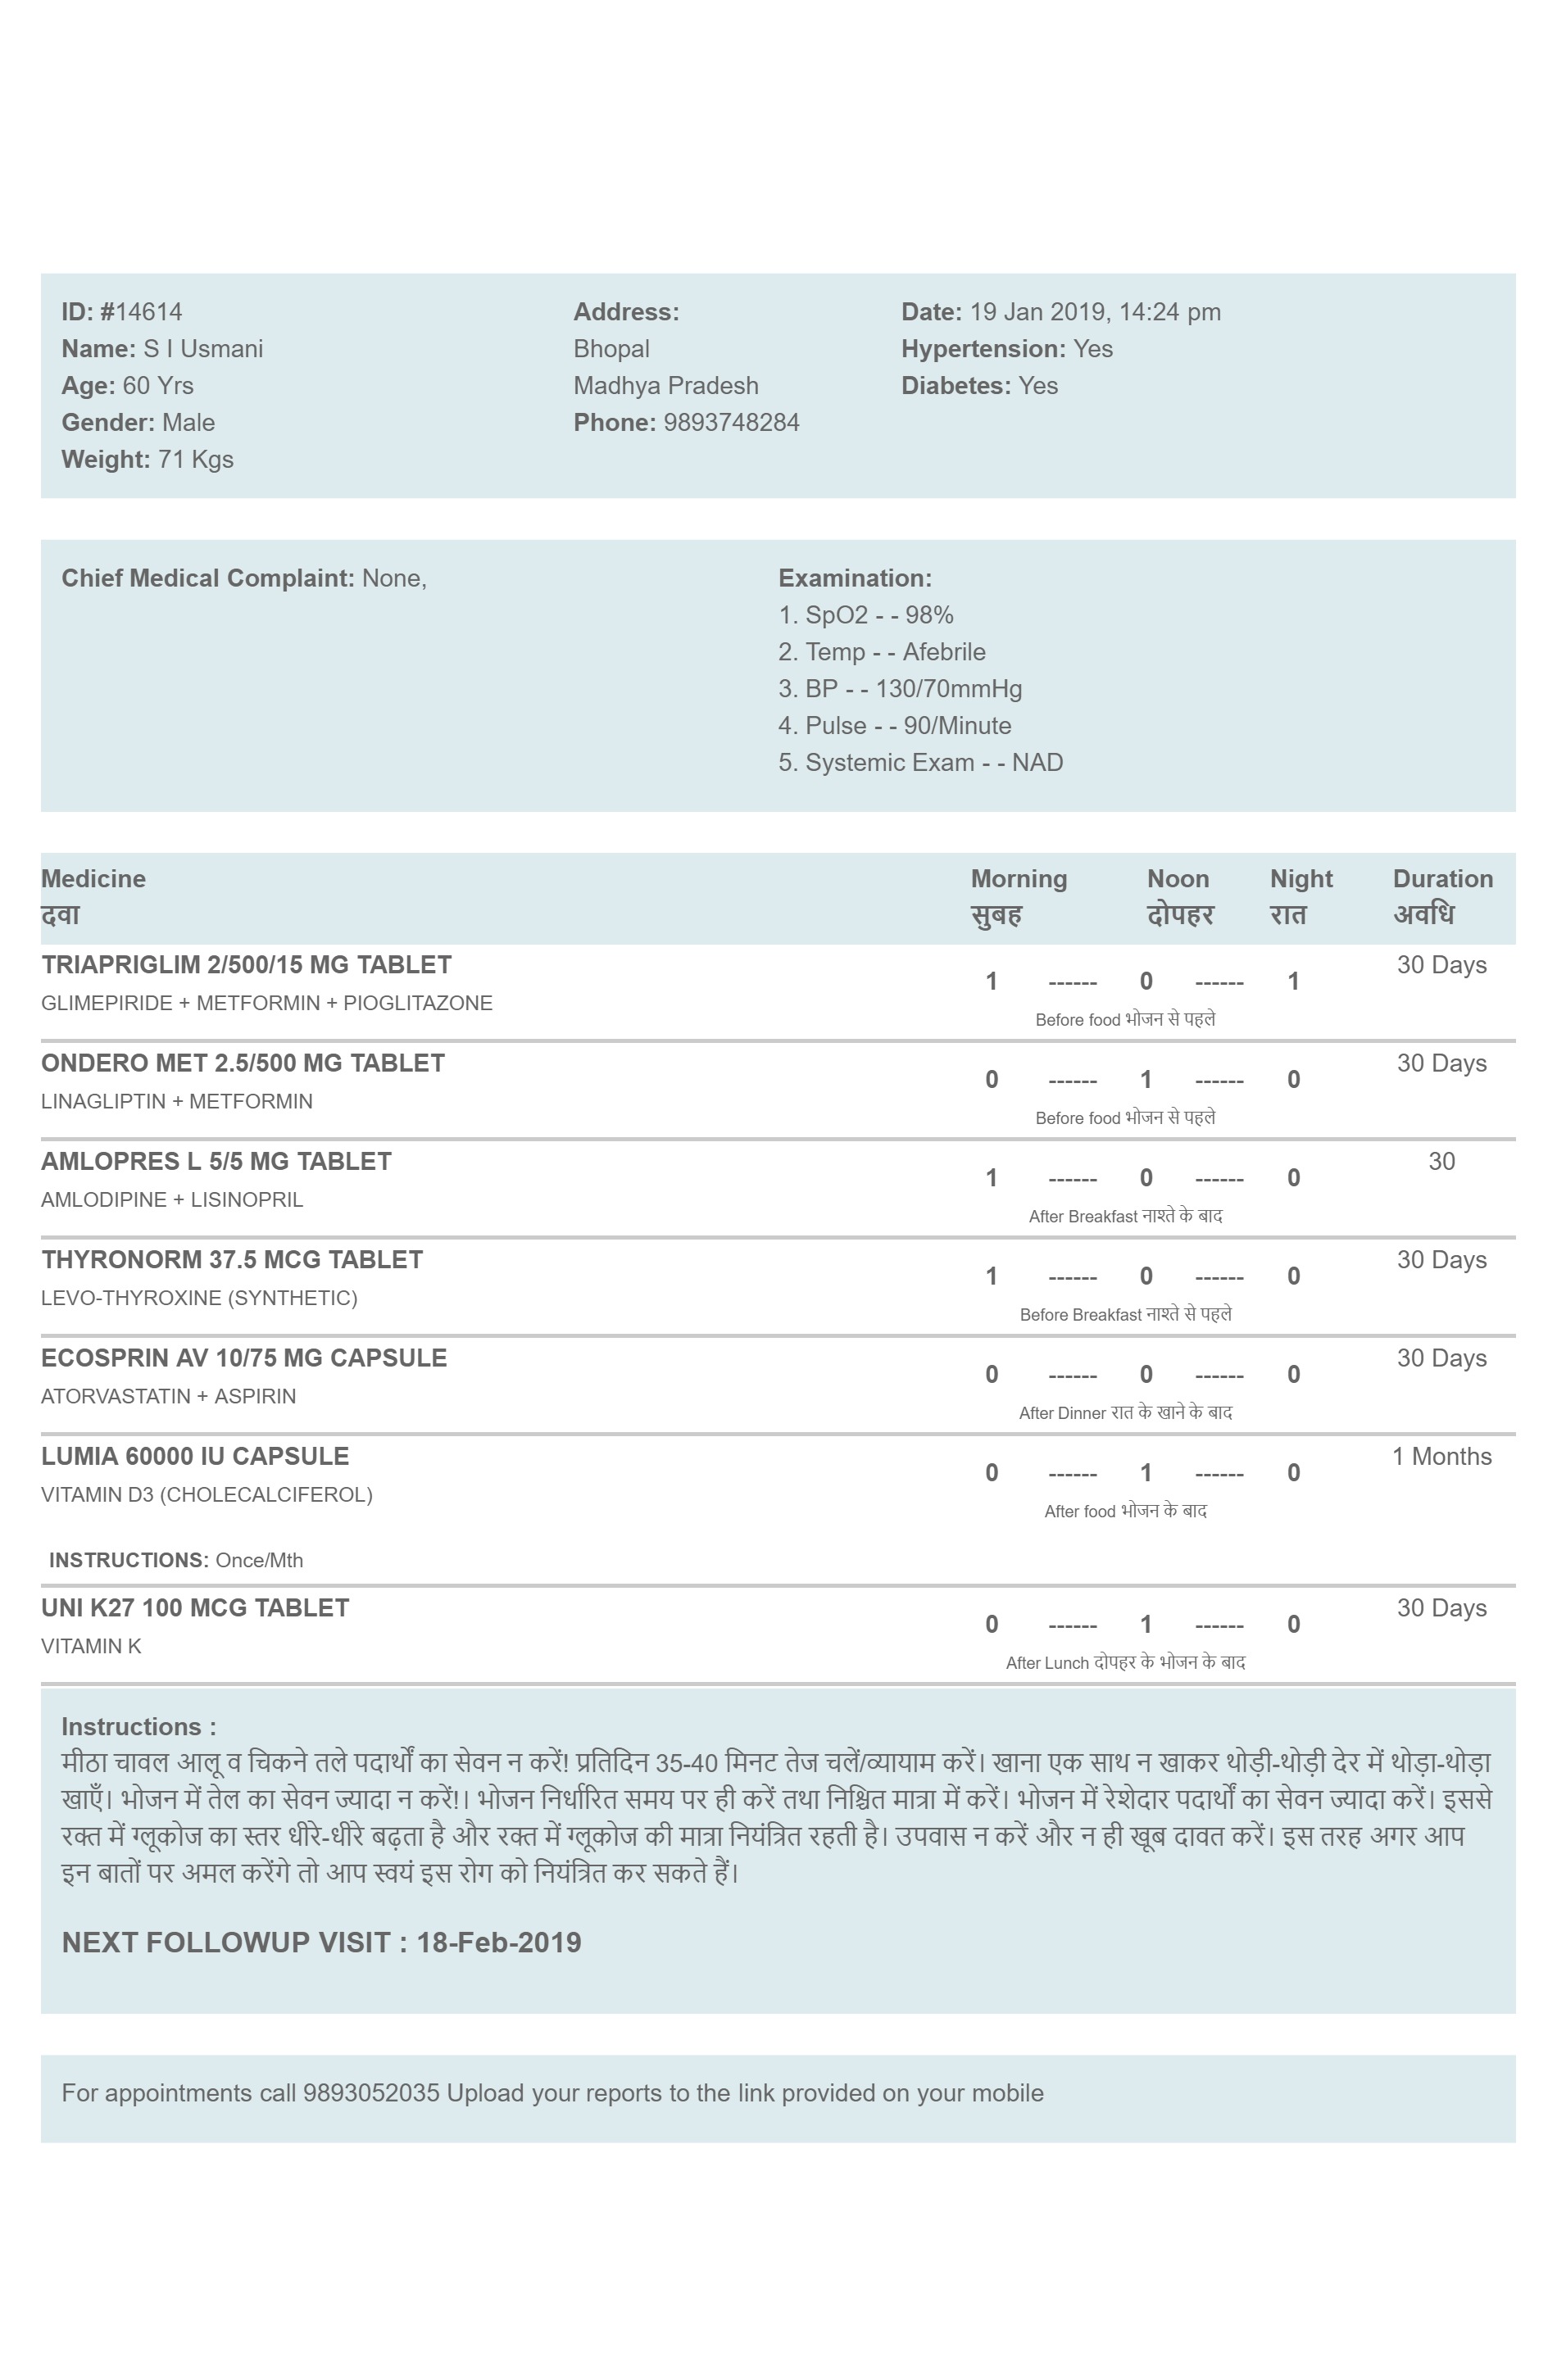 ID: #14614
Name: S I Usmani
Age: 60 Yrs
Gender: Male
Weight: 71 Kgs
Address:
Bhopal
Madhya Pradesh
Phone: 9893748284
Date: 19 Jan 2019, 14:24 pm
Hypertension: Yes
Diabetes: Yes
Chief Medical Complaint: None,
Examination:
1. SpO2 - - 98%
2. Temp - - Afebrile
3. BP - - 130/70mmHg
4. Pulse - - 90/Minute
5. Systemic Exam - - NAD
Medicine Morning Noon Night Duration
दवा सुबह दोपहर रात अवधि
TRIAPRIGLIM 2/500/15 MG TABLET 30 Days
1 ------ 0 ------ 1
GLIMEPIRIDE + METFORMIN + PIOGLITAZONE
Before food भोजन से पहले
ONDERO MET 2.5/500 MG TABLET 30 Days
0 ------ 1 ------ 0
LINAGLIPTIN + METFORMIN
Before food भोजन से पहले
AMLOPRES L 5/5 MG TABLET 30
1 ------ 0 ------ 0
AMLODIPINE + LISINOPRIL
After Breakfast नाश्ते के बाद
THYRONORM 37.5 MCG TABLET 30 Days
1 ------ 0 ------ 0
LEVO-THYROXINE (SYNTHETIC)
Before Breakfast नाश्ते से पहले
ECOSPRIN AV 10/75 MG CAPSULE 30 Days
0 ------ 0 ------ 0
ATORVASTATIN + ASPIRIN
After Dinner रात के खाने के बाद
LUMIA 60000 IU CAPSULE 1 Months
0 ------ 1 ------ 0
VITAMIN D3 (CHOLECALCIFEROL)
After food भोजन के बाद
INSTRUCTIONS: Once/Mth
UNI K27 100 MCG TABLET 30 Days
0 ------ 1 ------ 0
VITAMIN K
After Lunch दोपहर के भोजन के बाद
Instructions :
मीठा चावल आलू व चिकने तले पदार्थों का सेवन न करें! प्रतिदिन 35-40 मिनट तेज चलें/व्यायाम करें। खाना एक साथ न खाकर थोड़ी-थोड़ी देर में थोड़ा-थोड़ा
खाएँ। भोजन में तेल का सेवन ज्यादा न करें!। भोजन निर्धारित समय पर ही करें तथा निश्चित मात्रा में करें। भोजन में रेशेदार पदार्थों का सेवन ज्यादा करें। इससे
रक्त में ग्लूकोज का स्तर धीरे-धीरे बढ़ता है और रक्त में ग्लूकोज की मात्रा नियंत्रित रहती है। उपवास न करें और न ही खूब दावत करें। इस तरह अगर आप
इन बातों पर अमल करेंगे तो आप स्वयं इस रोग को नियंत्रित कर सकते हैं।
NEXT FOLLOWUP VISIT : 18-Feb-2019
For appointments call 9893052035 Upload your reports to the link provided on your mobile